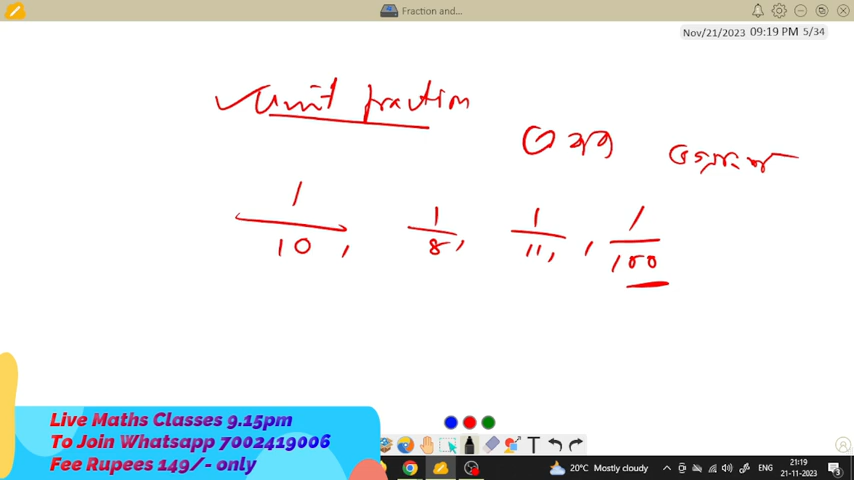 Fraction and...
Nov/21/2023 09:19 PM 5/34
unit fraction
1/10, 1/8, 1/11, , 1/100
Live Maths Classes 9.15pm
To Join Whatsapp 7002419006
Fee Rupees 149/- only
T
20°C Mostly cloudy
ENG
21:19
21-11-2023
3